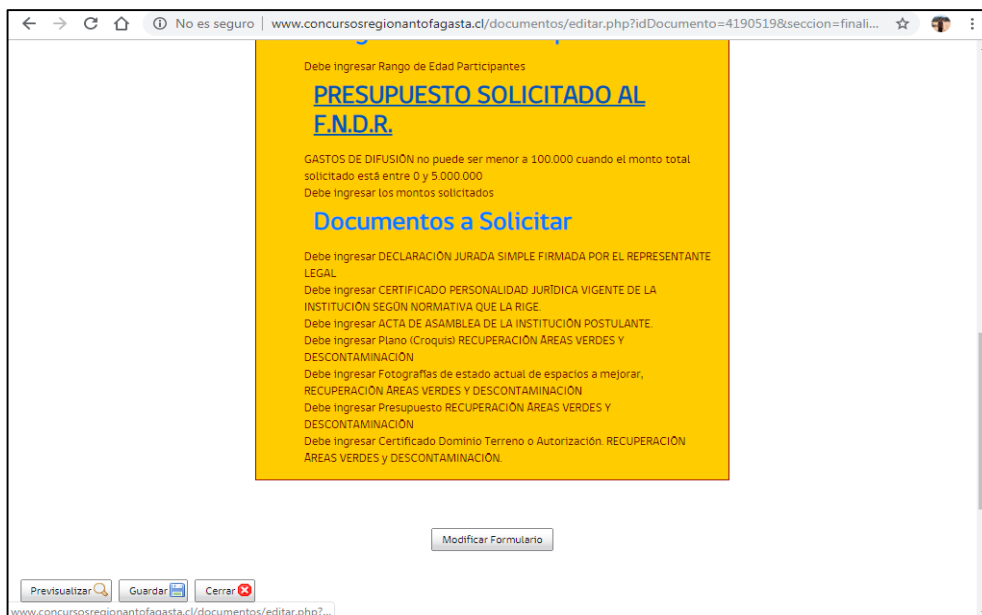 No es seguro | www.concursosregionantofagasta.cl/documentos/editar.php?idDocumento=4190519&seccion=finali...
Debe ingresar Rango de Edad Participantes
PRESUPUESTO SOLICITADO AL
F.N.D.R.
GASTOS DE DIFUSIÓN no puede ser menor a 100.000 cuando el monto total
solicitado está entre 0 y 5.000.000
Debe ingresar los montos solicitados
Documentos a Solicitar
Debe ingresar DECLARACIÓN JURADA SIMPLE FIRMADA POR EL REPRESENTANTE
LEGAL
Debe ingresar CERTIFICADO PERSONALIDAD JURÍDICA VIGENTE DE LA
INSTITUCIÓN SEGÚN NORMATIVA QUE LA RIGE.
Debe ingresar ACTA DE ASAMBLEA DE LA INSTITUCIÓN POSTULANTE.
Debe ingresar Plano (Croquis) RECUPERACIÓN ÁREAS VERDES Y
DESCONTAMINACIÓN
Debe ingresar Fotografías de estado actual de espacios a mejorar,
RECUPERACIÓN ÁREAS VERDES Y DESCONTAMINACIÓN
Debe ingresar Presupuesto RECUPERACIÓN ÁREAS VERDES Y
DESCONTAMINACIÓN
Debe ingresar Certificado Dominio Terreno o Autorización. RECUPERACIÓN
ÁREAS VERDES y DESCONTAMINACIÓN.
Modificar Formulario
Previsualizar Guardar Cerrar
www.concursosregionantofagasta.cl/documentos/editar.php?...